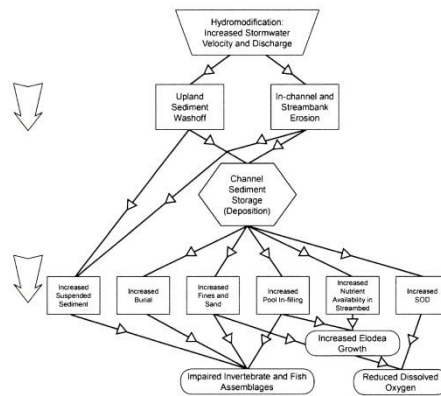 Hydromodification:
Increased Stormwater
Velocity and Discharge
Upland
Sediment
Washoff
In-channel and
Streambank
Erosion
Channel
Sediment
Storage
(Deposition)
Increased
Suspended
Sediment
Increased
Burial
Increased
Fines and
Sand
Increased
Pool In-filling
Increased
Nutrient
Availability in
Streambed
Increased
SOD
Increased Elodea
Growth
Impaired Invertebrate and Fish
Assemblages
Reduced Dissolved
Oxygen